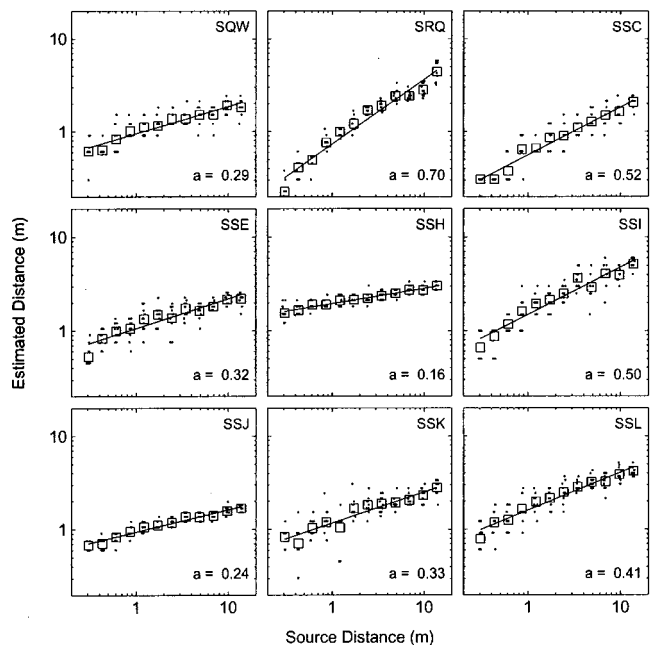 SQW
SRQ
SSC
10
1
a = 0.29
a = 0.70
a = 0.52
Estimated Distance (m)
SSE
SSH
SSI
10
1
a = 0.32
a = 0.16
a = 0.50
SSJ
SSK
SSL
10
1
a = 0.24
a = 0.33
a = 0.41
1 10 1 10 1 10
Source Distance (m)